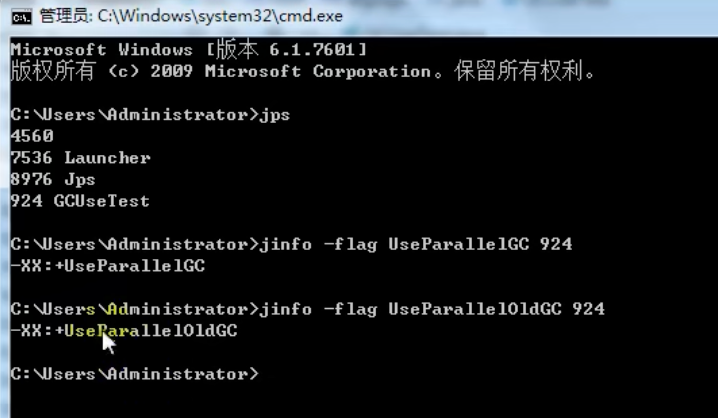 管理员: C:\Windows\system32\cmd.exe
Microsoft Windows [版本 6.1.7601]
版权所有 (c) 2009 Microsoft Corporation。保留所有权利。
C:\Users\Administrator>jps
4560
7536 Launcher
8976 Jps
924 GCUseTest
C:\Users\Administrator>jinfo -flag UseParallelGC 924
-XX:+UseParallelGC
C:\Users\Administrator>jinfo -flag UseParallelOldGC 924
-XX:+UseParallelOldGC
C:\Users\Administrator>